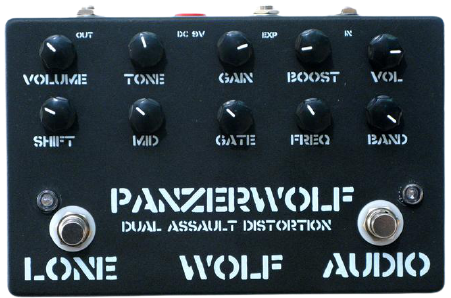 OUT DC 9V EXP IN
VOLUME TONE GAIN BOOST VOL
SHIFT MID GATE FREQ BAND
PANZERWOLF
DUAL ASSAULT DISTORTION
LONE WOLF AUDIO